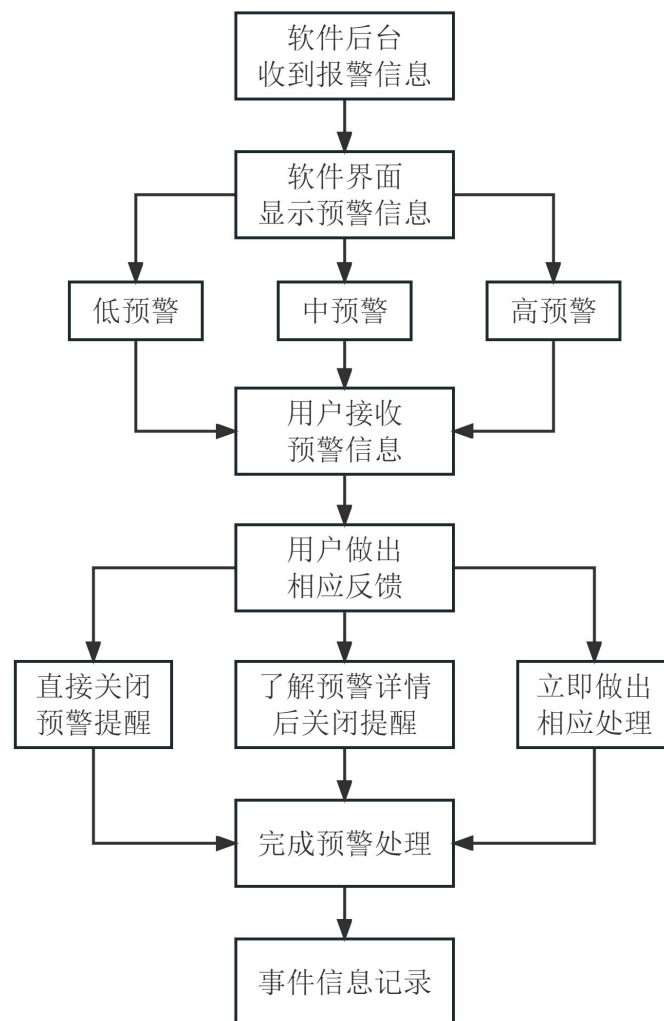 软件后台
收到报警信息
软件界面
显示预警信息
低预警
中预警
高预警
用户接收
预警信息
用户做出
相应反馈
直接关闭
预警提醒
了解预警详情
后关闭提醒
立即做出
相应处理
完成预警处理
事件信息记录